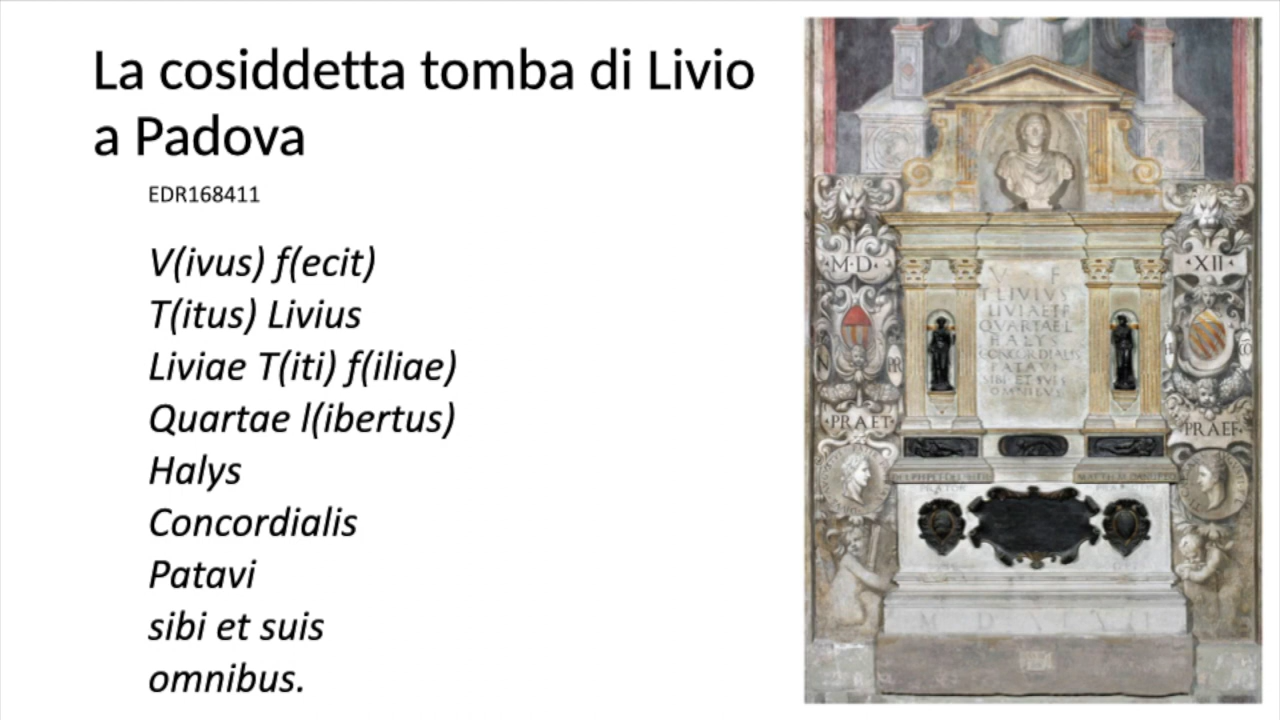 La cosiddetta tomba di Livio
a Padova
EDR168411
V(ivus) f(ecit)
T(itus) Livius
Liviae T(iti) f(iliae)
Quartae l(ibertus)
Halys
Concordialis
Patavi
sibi et suis
omnibus.
V F
T LIVIVS
LIVIAE T F
QVARTAE L
HALYS
CONCORDIALIS
PATAVI
SIBI ET SVIS
OMNIBVS
·M·D·
·XII·
·PRAET·
·PRAEF·